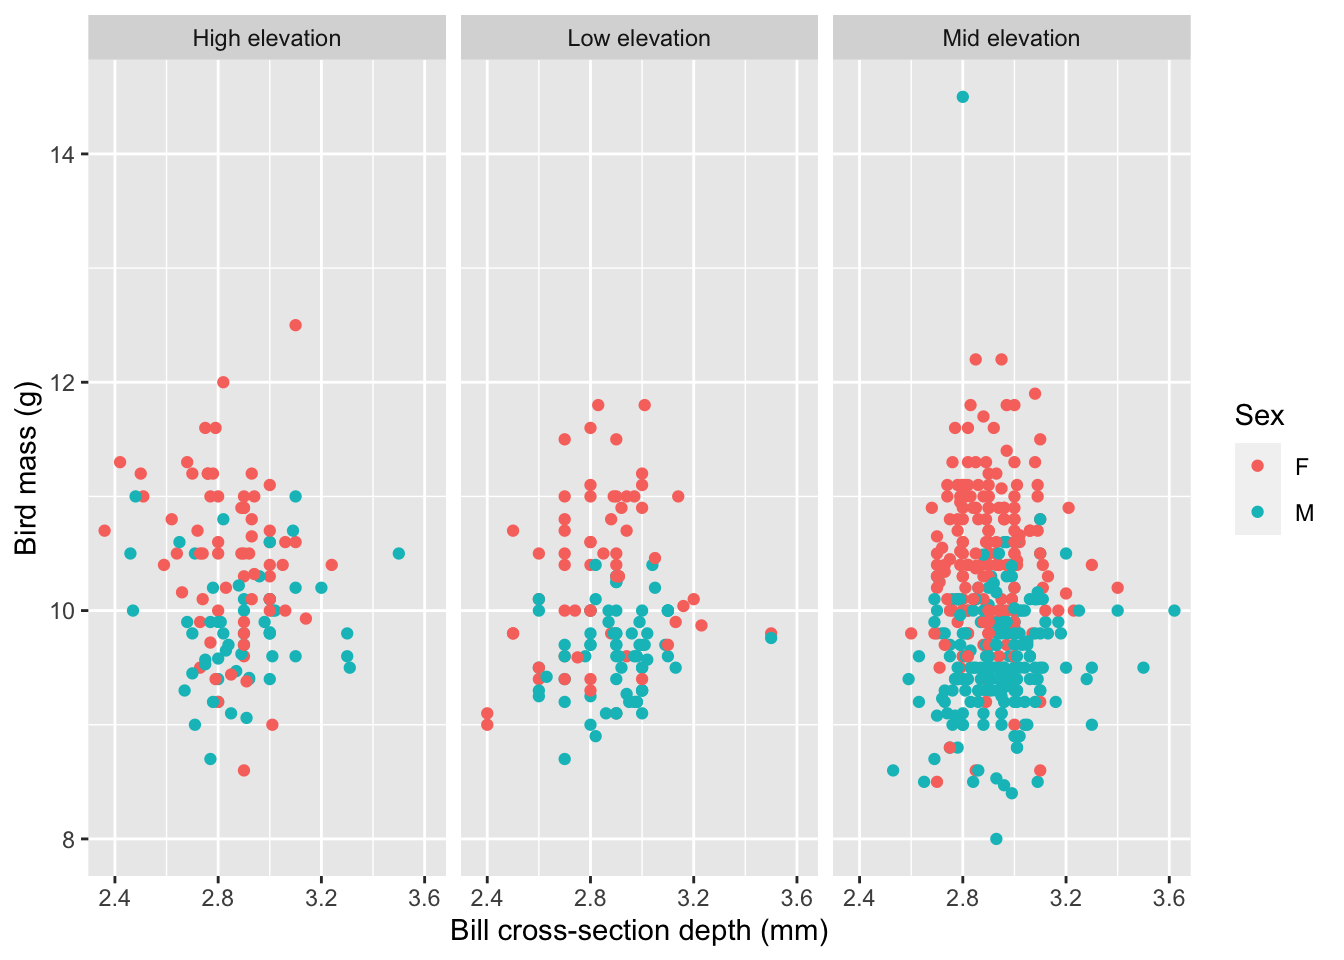 High elevation
Low elevation
Mid elevation
14
12
10
8
Bird mass (g)
2.4 2.8 3.2 3.6
2.4 2.8 3.2 3.6
2.4 2.8 3.2 3.6
Bill cross-section depth (mm)
Sex
F
M